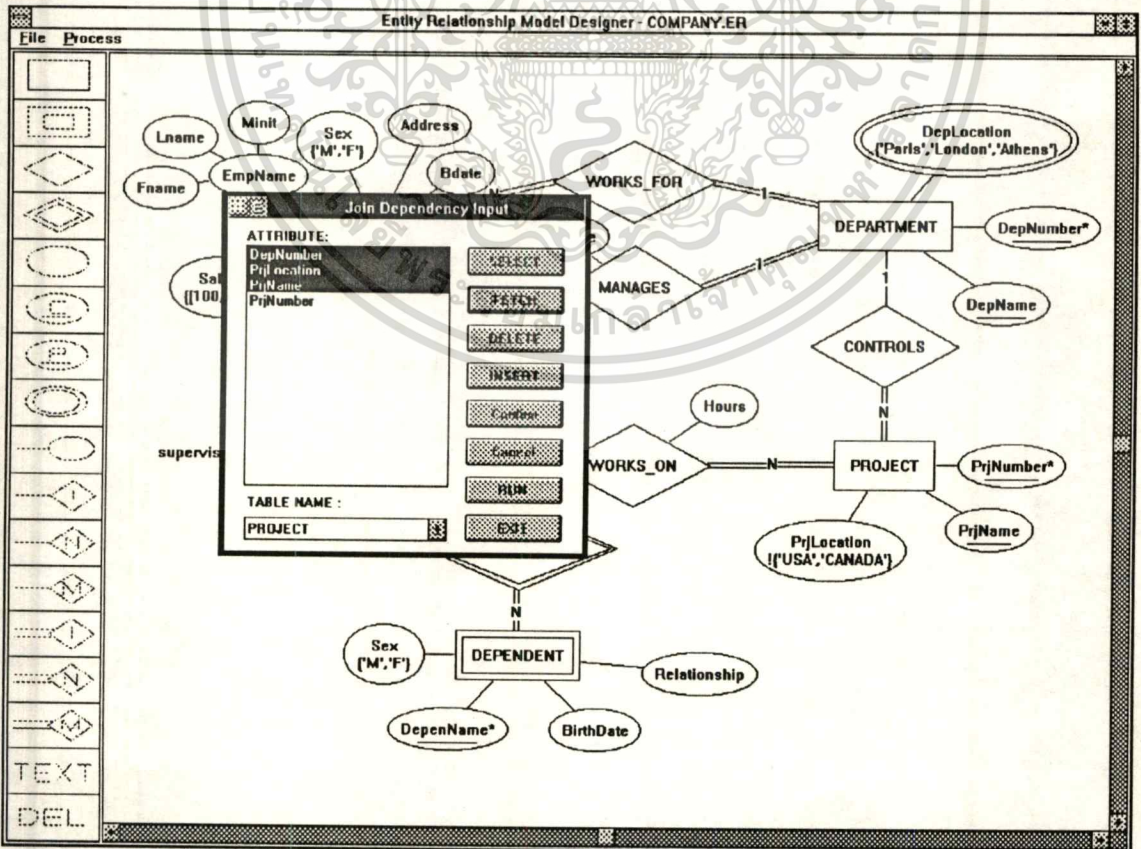 Entity Relationship Model Designer - COMPANY.ER
File Process
Lname
Minit
Sex
{'M','F'}
Address
Fname
EmpName
Bdate
N
WORKS_FOR
1
DepLocation
{'Paris','London','Athens'}
DEPARTMENT
DepNumber*
DepName
MANAGES
1
1
CONTROLS
N
Hours
WORKS_ON
N
PROJECT
PrjNumber*
PrjName
PrjLocation
!{'USA','CANADA'}
Join Dependency Input
ATTRIBUTE:
DepNumber
PrjLocation
PrjName
PrjNumber
SELECT
FETCH
DELETE
INSERT
Confirm
Cancel
RUN
EXIT
TABLE NAME :
PROJECT
N
Sex
{'M','F'}
DEPENDENT
Relationship
DepenName*
BirthDate
TEXT
DEL